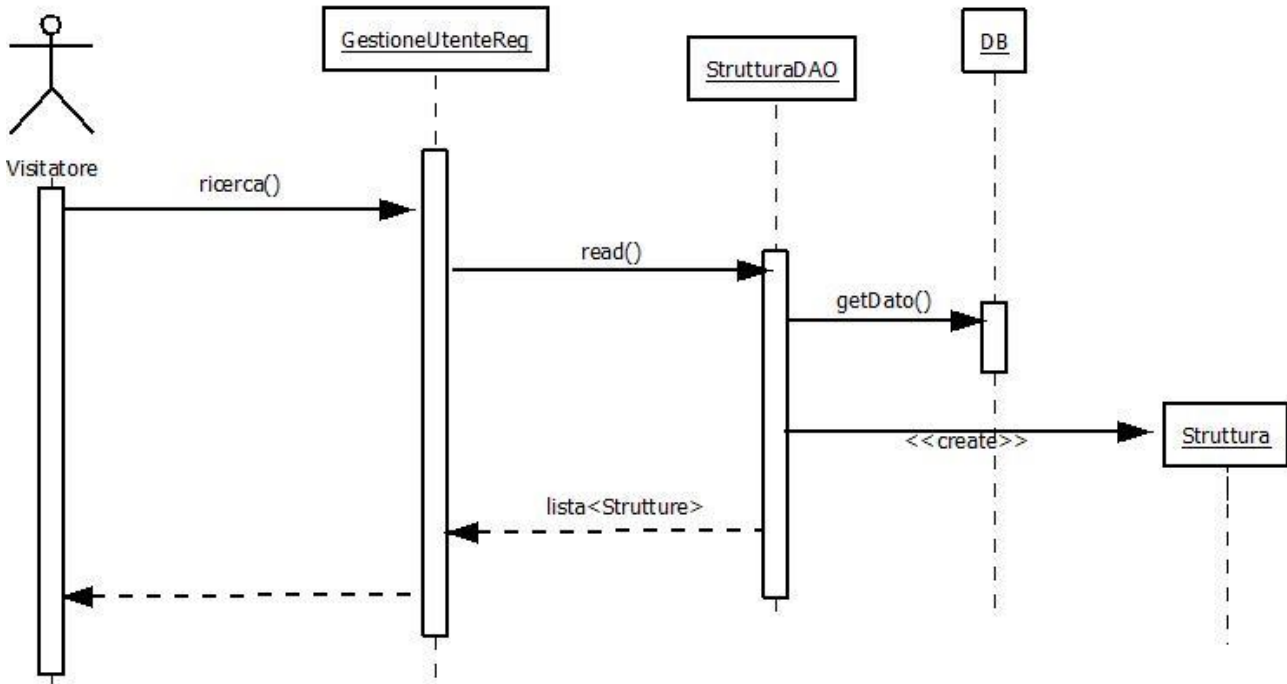 GestioneUtenteReg
StrutturaDAO
DB
Visitatore
ricerca()
read()
getDato()
<<create>>
Struttura
lista<Strutture>